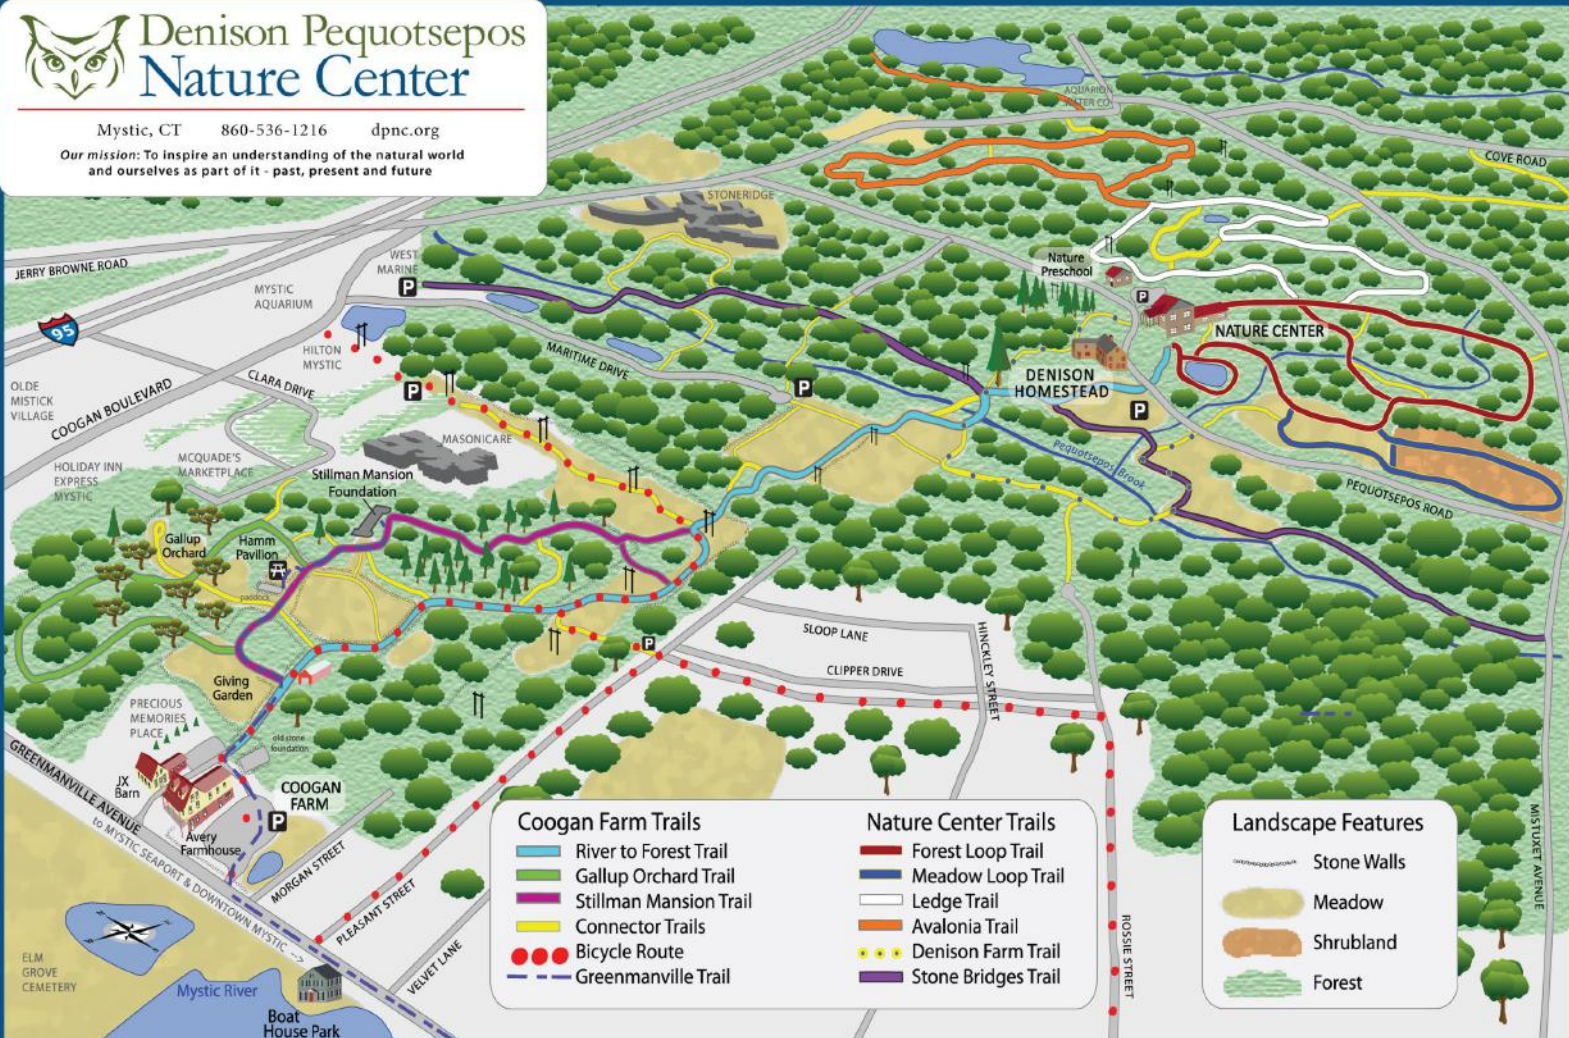 Denison Pequotsepos
Nature Center
Mystic, CT 860-536-1216 dpnc.org
Our mission: To inspire an understanding of the natural world
and ourselves as part of it - past, present and future
AQUARION
WATER CO.
COVE ROAD
STONERIDGE
JERRY BROWNE ROAD
WEST
MARINE
P
MYSTIC
AQUARIUM
95
Nature
Preschool
P
NATURE CENTER
HILTON
MYSTIC
MARITIME DRIVE
OLDE
MISTICK
VILLAGE
COOGAN BOULEVARD
CLARA DRIVE
P
P
DENISON
HOMESTEAD
P
MASONICARE
MCQUADE'S
MARKETPLACE
HOLIDAY INN
EXPRESS
MYSTIC
Stillman Mansion
Foundation
Pequotsepos Brook
PEQUOTSEPOS ROAD
Gallup
Orchard
Hamm
Pavilion
paddock
SLOOP LANE
HINCKLEY STREET
CLIPPER DRIVE
P
Giving
Garden
PRECIOUS
MEMORIES
PLACE
old stone
foundation
GREENMANVILLE AVENUE
to MYSTIC SEAPORT & DOWNTOWN MYSTIC -->
JX
Barn
COOGAN
FARM
P
Avery
Farmhouse
MORGAN STREET
PLEASANT STREET
VELVET LANE
ROSSIE STREET
MISTUXET AVENUE
ELM
GROVE
CEMETERY
Mystic River
Boat
House Park
Coogan Farm Trails
River to Forest Trail
Gallup Orchard Trail
Stillman Mansion Trail
Connector Trails
Bicycle Route
Greenmanville Trail
Nature Center Trails
Forest Loop Trail
Meadow Loop Trail
Ledge Trail
Avalonia Trail
Denison Farm Trail
Stone Bridges Trail
Landscape Features
Stone Walls
Meadow
Shrubland
Forest